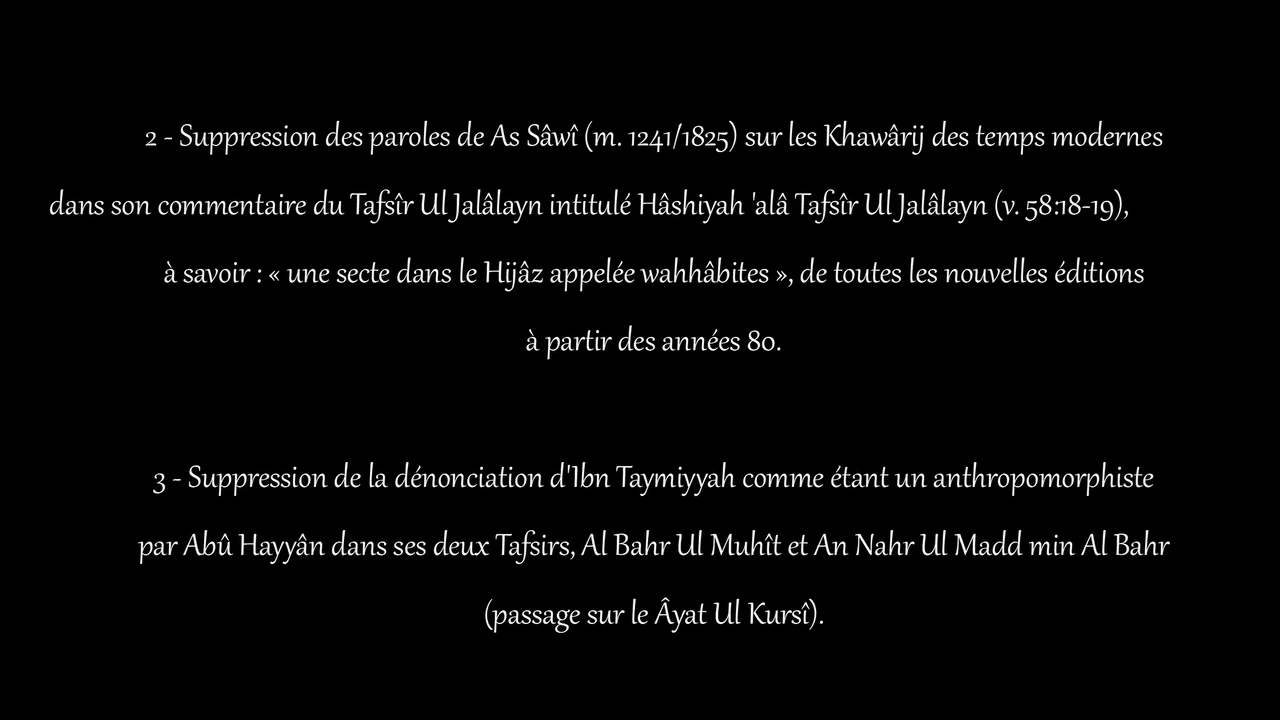 2 - Suppression des paroles de As Sâwî (m. 1241/1825) sur les Khawârij des temps modernes
dans son commentaire du Tafsîr Ul Jalâlayn intitulé Hâshiyah 'alâ Tafsîr Ul Jalâlayn (v. 58:18-19),
à savoir : « une secte dans le Hijâz appelée wahhâbites », de toutes les nouvelles éditions
à partir des années 80.
3 - Suppression de la dénonciation d'Ibn Taymiyyah comme étant un anthropomorphiste
par Abû Hayyân dans ses deux Tafsirs, Al Bahr Ul Muhît et An Nahr Ul Madd min Al Bahr
(passage sur le Âyat Ul Kursî).